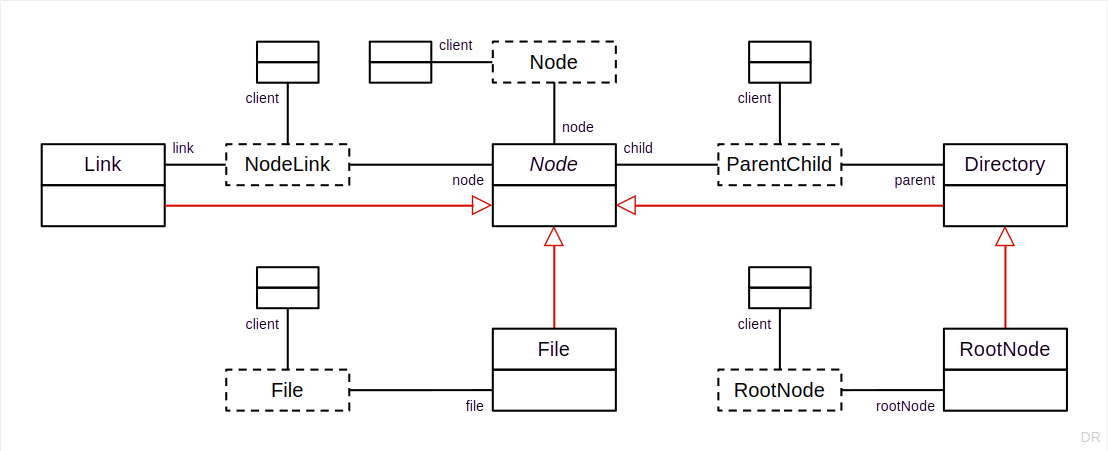 client
Node
client
client
node
Link
link
NodeLink
node
Node
child
ParentChild
parent
Directory
client
File
file
File
client
RootNode
rootNode
RootNode
DR